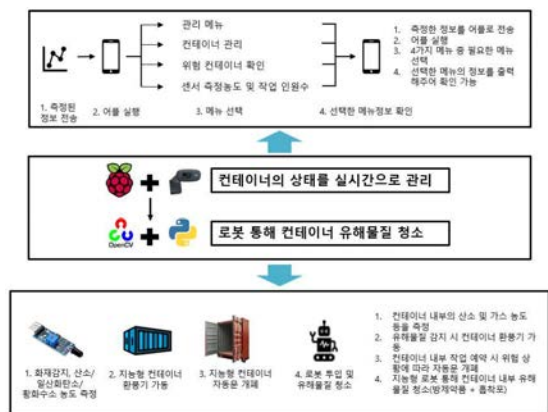 관리 메뉴
컨테이너 관리
위험 컨테이너 확인
센서 측정농도 및 작업 인원수
1. 측정된
정보 전송
2. 어플 실행
3. 메뉴 선택
4. 선택한 메뉴정보 확인
1. 측정한 정보를 어플로 전송
2. 어플 실행
3. 4가지 메뉴 중 필요한 메뉴
선택
4. 선택한 메뉴의 정보를 출력
해주어 확인 가능
컨테이너의 상태를 실시간으로 관리
OpenCV
로봇 통해 컨테이너 유해물질 청소
1. 화재감지, 산소/
일산화탄소/
황화수소 농도 측정
2. 지능형 컨테이너
환풍기 가동
3. 지능형 컨테이너
자동문 개폐
4. 로봇 투입 및
유해물질 청소
1. 컨테이너 내부의 산소 및 가스 농도
등을 측정
2. 유해물질 감지 시 컨테이너 환풍기 가
동
3. 컨테이너 내부 작업 예약 시 위험 상
황에 따라 자동문 개폐
4. 지능형 로봇 통해 컨테이너 내부 유해
물질 청소(방제약품 + 흡착포)